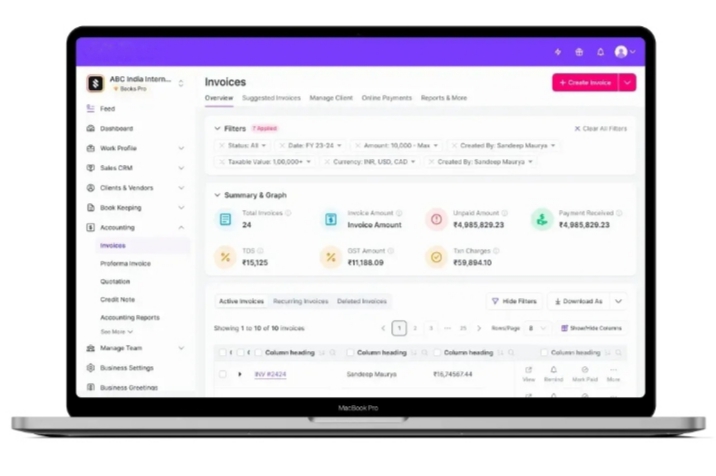 ABC India Intern...
Books Pro
Feed
Dashboard
Work Profile
Sales CRM
Clients & Vendors
Book Keeping
Accounting
Invoices
Proforma Invoice
Quotation
Credit Note
Accounting Reports
See More
Manage Team
Business Settings
Business Greetings
Invoices
+ Create Invoice
Overview Suggested Invoices Manage Client Online Payments Reports & More
Filters 7 Applied
× Clear All Filters
× Status: All × Date: FY 23-24 × Amount: 10,000 - Max × Created By: Sandeep Maurya
× Taxable Value: 1,00,000+ × Currency: INR, USD, CAD × Created By: Sandeep Maurya
Summary & Graph
Total Invoices
24
Invoice Amount
Invoice Amount
Unpaid Amount
₹4,985,829.23
Payment Received
₹4,985,829.23
TDS
₹15,125
GST Amount
₹11,188.09
Tax Charges
₹59,894.10
Active Invoices Recurring Invoices Deleted Invoices
Hide Filters
Download As
Showing 1 to 10 of 10 invoices
1 2 3 ... 25
Rows/Page 8
Show/Hide Columns
Column heading Column heading Column heading Column heading
INV #2424 Sandeep Maurya
View Remind Mark Paid More
MacBook Pro